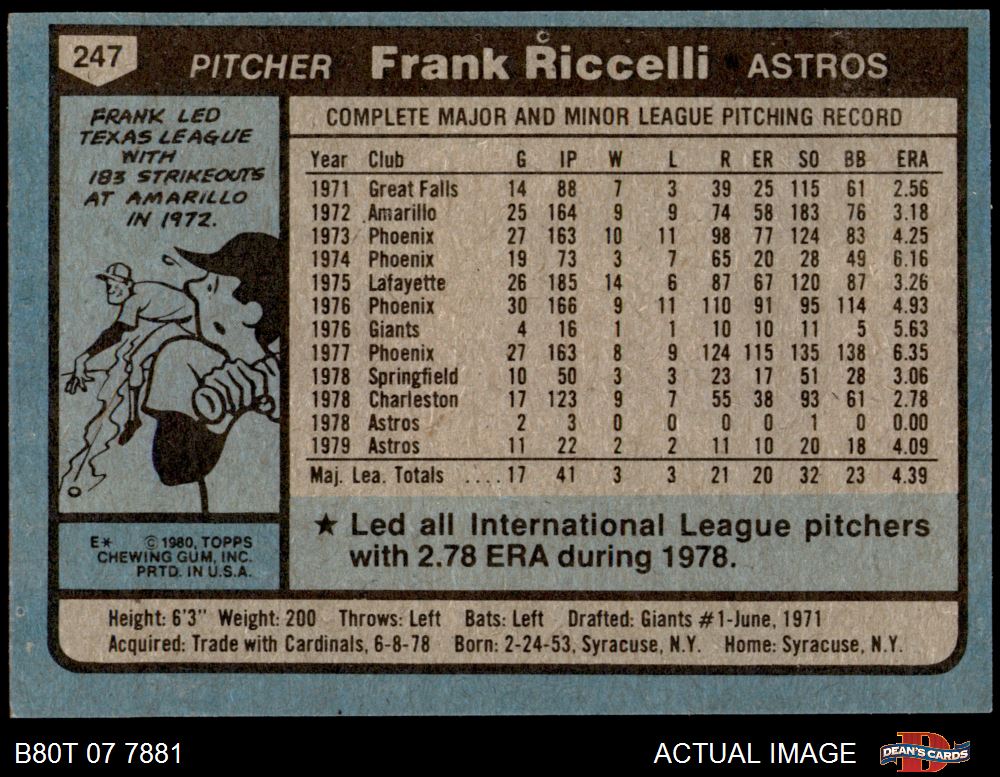 247
PITCHER Frank Riccelli ASTROS
FRANK LED
TEXAS LEAGUE
WITH
183 STRIKEOUTS
AT AMARILLO
IN 1972.
E* © 1980, TOPPS
CHEWING GUM, INC.
PRTD. IN U.S.A.
COMPLETE MAJOR AND MINOR LEAGUE PITCHING RECORD
Year Club G IP W L R ER SO BB ERA
1971 Great Falls 14 88 7 3 39 25 115 61 2.56
1972 Amarillo 25 164 9 9 74 58 183 76 3.18
1973 Phoenix 27 163 10 11 98 77 124 83 4.25
1974 Phoenix 19 73 3 7 65 20 28 49 6.16
1975 Lafayette 26 185 14 6 87 67 120 87 3.26
1976 Phoenix 30 166 9 11 110 91 95 114 4.93
1976 Giants 4 16 1 1 10 10 11 5 5.63
1977 Phoenix 27 163 8 9 124 115 135 138 6.35
1978 Springfield 10 50 3 3 23 17 51 28 3.06
1978 Charleston 17 123 9 7 55 38 93 61 2.78
1978 Astros 2 3 0 0 0 0 1 0 0.00
1979 Astros 11 22 2 2 11 10 20 18 4.09
Maj. Lea. Totals ....17 41 3 3 21 20 32 23 4.39
★ Led all International League pitchers
with 2.78 ERA during 1978.
Height: 6'3" Weight: 200 Throws: Left Bats: Left Drafted: Giants #1-June, 1971
Acquired: Trade with Cardinals, 6-8-78 Born: 2-24-53, Syracuse, N.Y. Home: Syracuse, N.Y.
B80T 07 7881 ACTUAL IMAGE DEAN'S CARDS